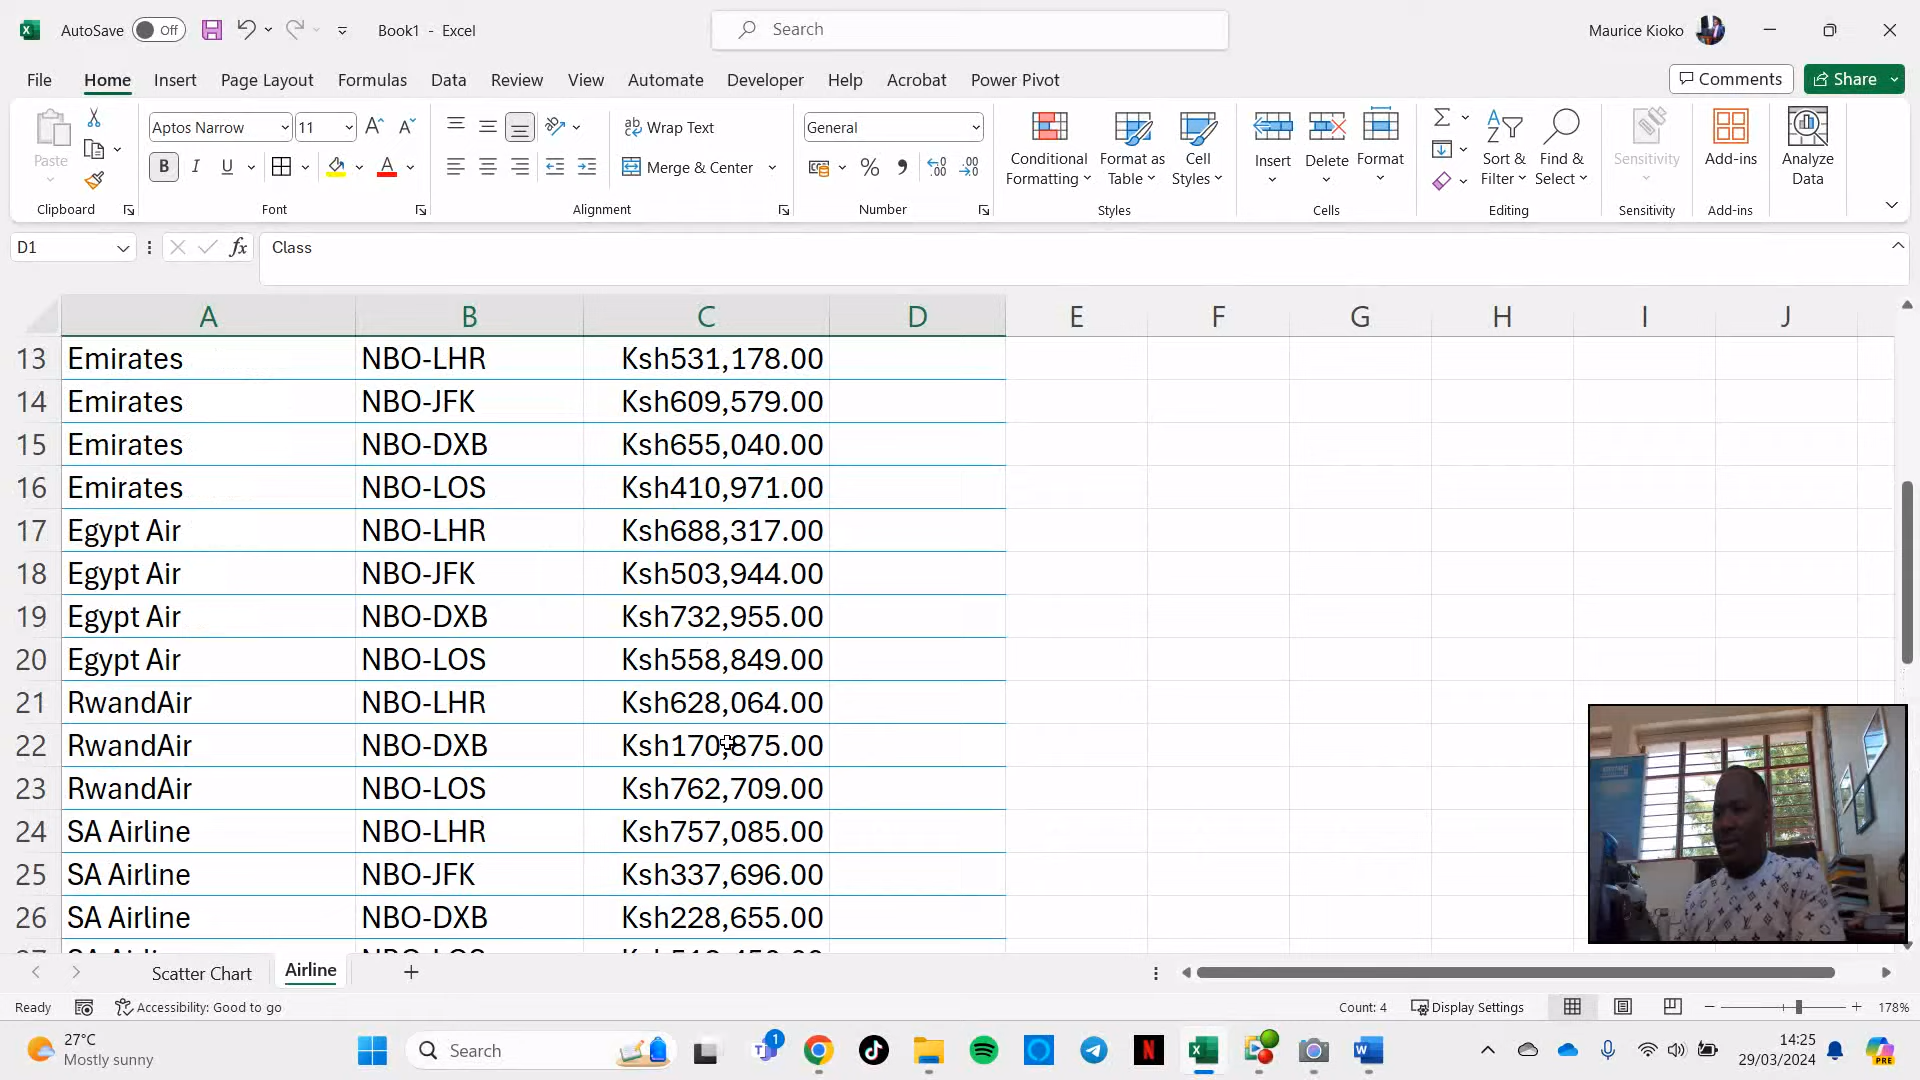 AutoSave Off Book1 - Excel Search Maurice Kioko
File Home Insert Page Layout Formulas Data Review View Automate Developer Help Acrobat Power Pivot Comments Share
Paste
Clipboard
Aptos Narrow 11
B I U
Font
ab Wrap Text
Merge & Center
Alignment
General
% ,
Number
Conditional Formatting
Format as Table
Cell Styles
Styles
Insert Delete Format
Cells
Sort & Filter
Find & Select
Editing
Sensitivity
Sensitivity
Add-ins
Add-ins
Analyze Data
D1 fx Class
A B C D E F G H I J
13 Emirates NBO-LHR Ksh531,178.00
14 Emirates NBO-JFK Ksh609,579.00
15 Emirates NBO-DXB Ksh655,040.00
16 Emirates NBO-LOS Ksh410,971.00
17 Egypt Air NBO-LHR Ksh688,317.00
18 Egypt Air NBO-JFK Ksh503,944.00
19 Egypt Air NBO-DXB Ksh732,955.00
20 Egypt Air NBO-LOS Ksh558,849.00
21 RwandAir NBO-LHR Ksh628,064.00
22 RwandAir NBO-DXB Ksh170,875.00
23 RwandAir NBO-LOS Ksh762,709.00
24 SA Airline NBO-LHR Ksh757,085.00
25 SA Airline NBO-JFK Ksh337,696.00
26 SA Airline NBO-DXB Ksh228,655.00
Scatter Chart Airline
Ready Accessibility: Good to go Count: 4 Display Settings 178%
27°C
Mostly sunny
Search
1
14:25
29/03/2024
PRE